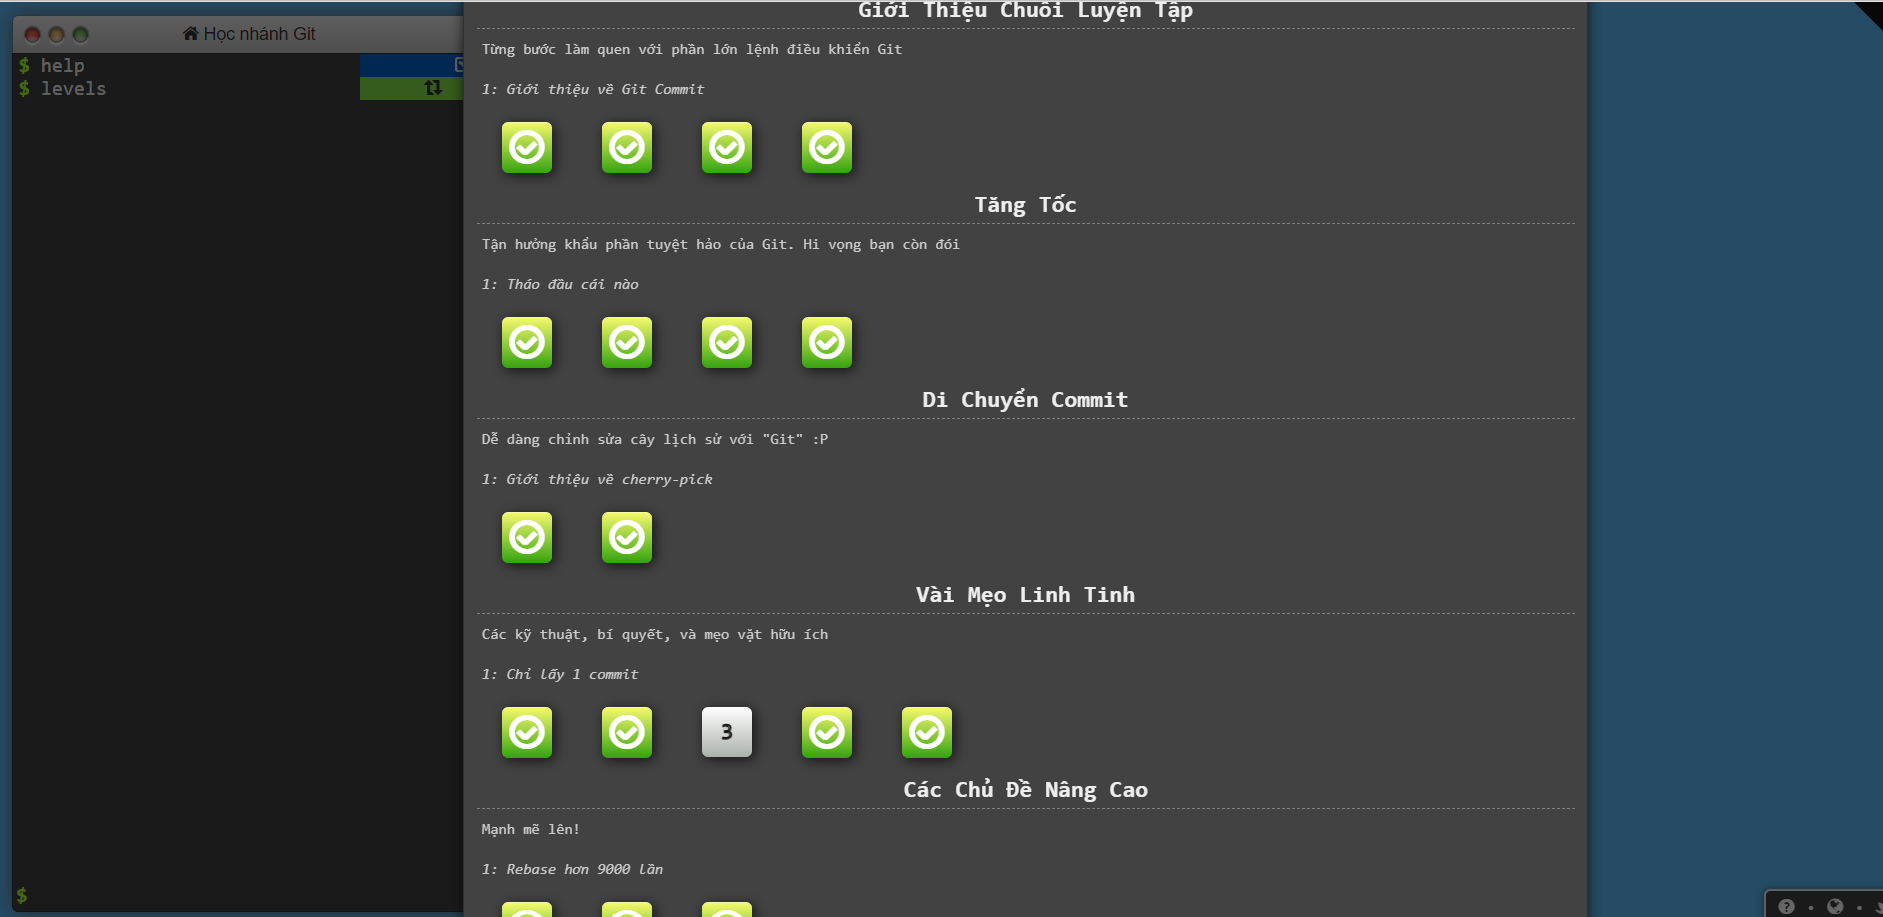 Học nhánh Git
$ help
$ levels
$
Giới Thiệu Chuỗi Luyện Tập
Từng bước làm quen với phần lớn lệnh điều khiển Git
1: Giới thiệu về Git Commit
Tăng Tốc
Tận hưởng khẩu phần tuyệt hảo của Git. Hi vọng bạn còn đói
1: Tháo đầu cái nào
Di Chuyển Commit
Dễ dàng chỉnh sửa cây lịch sử với "Git" :P
1: Giới thiệu về cherry-pick
Vài Mẹo Linh Tinh
Các kỹ thuật, bí quyết, và mẹo vặt hữu ích
1: Chỉ lấy 1 commit
3
Các Chủ Đề Nâng Cao
Mạnh mẽ lên!
1: Rebase hơn 9000 lần